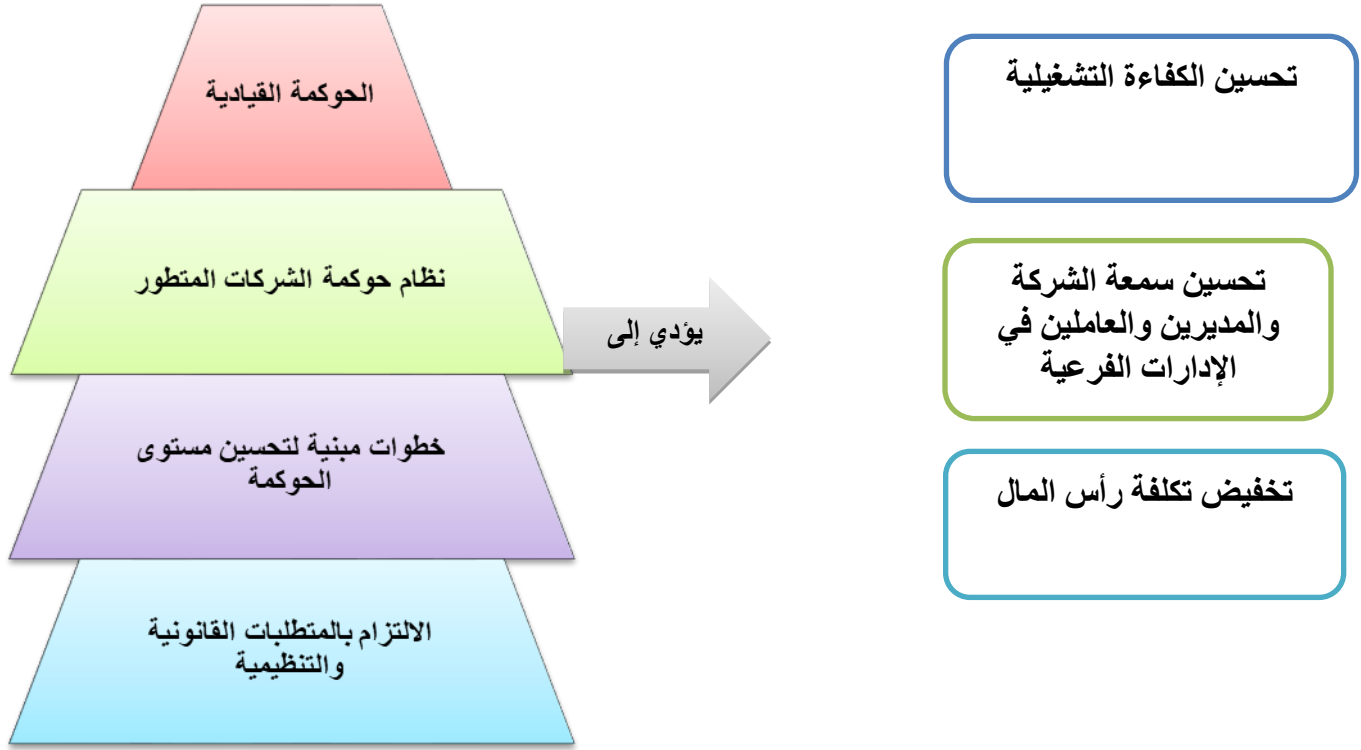 الحوكمة القيادية
نظام حوكمة الشركات المتطور
خطوات مبنية لتحسين مستوى
الحوكمة
الالتزام بالمتطلبات القانونية
والتنظيمية
يؤدي إلى
تحسين الكفاءة التشغيلية
تحسين سمعة الشركة
والمديرين والعاملين في
الإدارات الفرعية
تخفيض تكلفة رأس المال